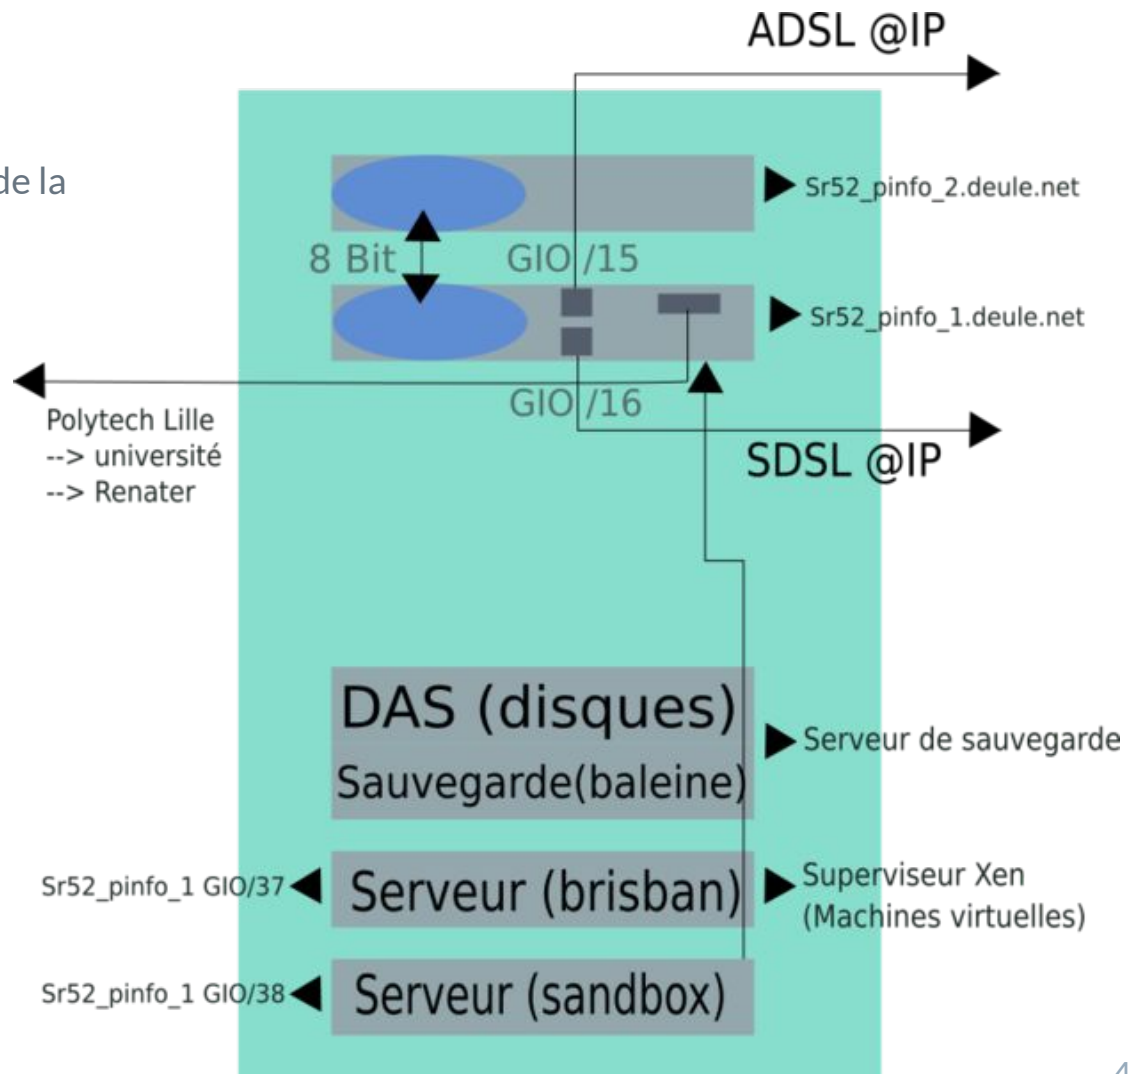 ADSL @IP
de la
Sr52_pinfo_2.deule.net
8 Bit
GIO /15
Sr52_pinfo_1.deule.net
GIO /16
Polytech Lille
--> université
--> Renater
SDSL @IP
DAS (disques)
Sauvegarde(baleine)
Serveur de sauvegarde
Sr52_pinfo_1 GIO/37
Serveur (brisban)
Superviseur Xen
(Machines virtuelles)
Sr52_pinfo_1 GIO/38
Serveur (sandbox)
4